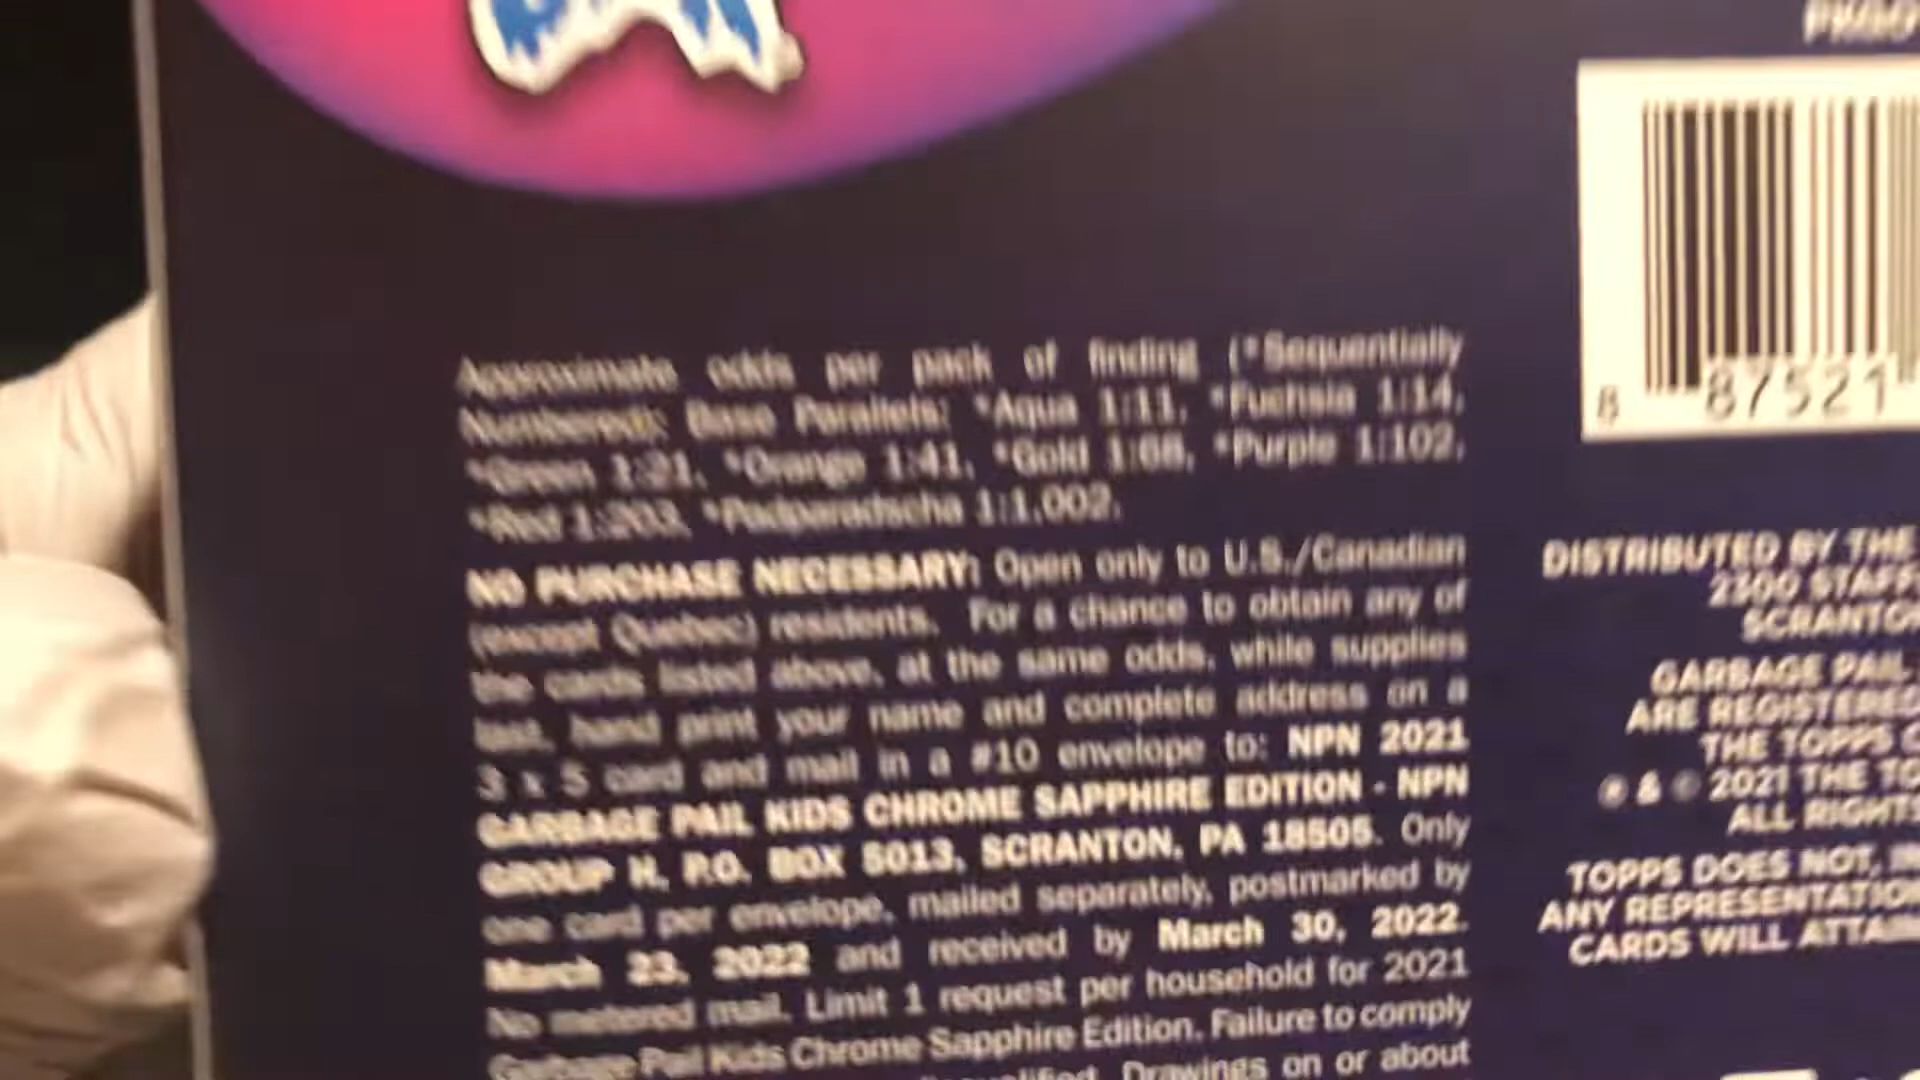 Approximate odds per pack of finding (*Sequentially
Numbered): Base Parallels: *Aqua 1:11, *Fuchsia 1:14,
*Green 1:21, *Orange 1:41, *Gold 1:68, *Purple 1:102,
*Red 1:203, *Padparadscha 1:1,002.
NO PURCHASE NECESSARY: Open only to U.S./Canadian
(except Quebec) residents. For a chance to obtain any of
the cards listed above, at the same odds, while supplies
last, hand print your name and complete address on a
3 x 5 card and mail in a #10 envelope to: NPN 2021
GARBAGE PAIL KIDS CHROME SAPPHIRE EDITION - NPN
GROUP H, P.O. BOX 5013, SCRANTON, PA 18505. Only
one card per envelope, mailed separately, postmarked by
March 23, 2022 and received by March 30, 2022.
No metered mail. Limit 1 request per household for 2021
Garbage Pail Kids Chrome Sapphire Edition. Failure to comply
Drawings on or about
8 87521
DISTRIBUTED BY THE
2300
SCRANTON
GARBAGE PAIL
ARE REGISTERED
THE TOPPS
® & © 2021 THE
ALL RIGHTS
TOPPS DOES NOT,
ANY REPRESENTATION
CARDS WILL